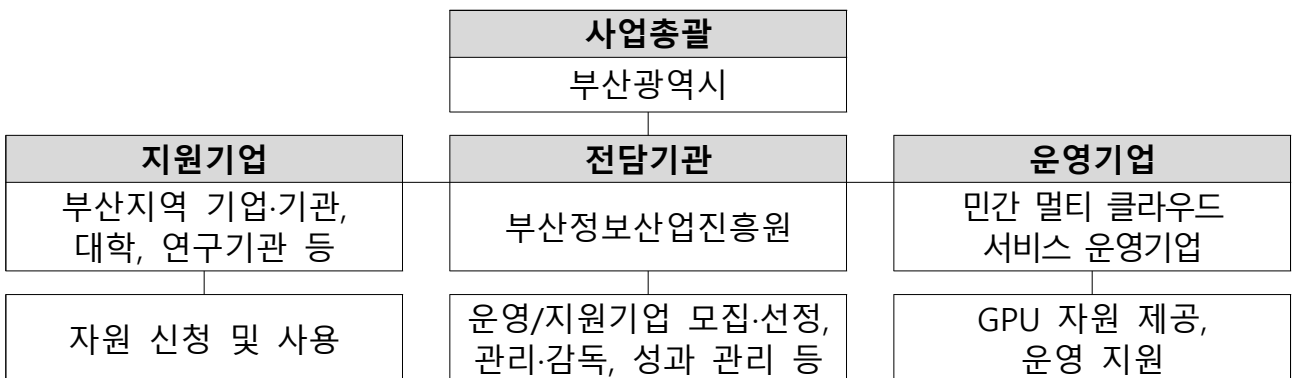 사업총괄
부산광역시
지원기업
부산지역 기업·기관,
대학, 연구기관 등
자원 신청 및 사용
전담기관
부산정보산업진흥원
운영/지원기업 모집·선정,
관리·감독, 성과 관리 등
운영기업
민간 멀티 클라우드
서비스 운영기업
GPU 자원 제공,
운영 지원